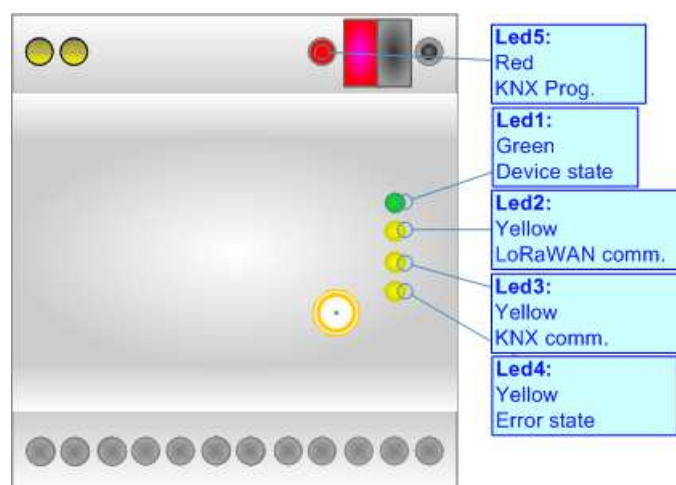 Led5:
Red
KNX Prog.
Led1:
Green
Device state
Led2:
Yellow
LoRaWAN comm.
Led3:
Yellow
KNX comm.
Led4:
Yellow
Error state